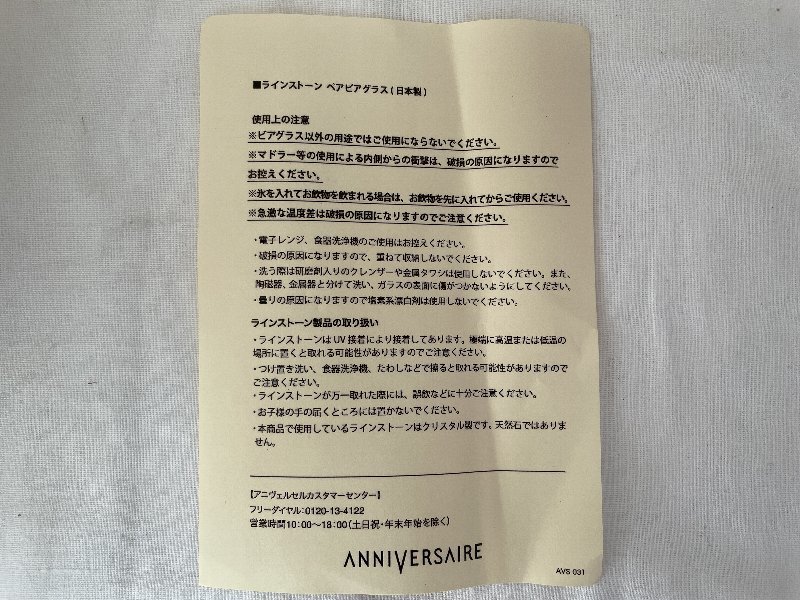 ■ラインストーン ペアビアグラス(日本製)
使用上の注意
※ビアグラス以外の用途ではご使用にならないでください。
※マドラー等の使用による内側からの衝撃は、破損の原因になりますので
お控えください。
※氷を入れてお飲物を飲まれる場合は、お飲物を先に入れてからご使用ください。
※急激な温度差は破損の原因になりますのでご注意ください。
・電子レンジ、食器洗浄機のご使用はお控えください。
・破損の原因になりますので、重ねて収納しないでください。
・洗う際は研磨剤入りのクレンザーや金属タワシは使用しないでください。また、
陶磁器、金属器と分けて洗い、ガラスの表面に傷がつかないようにしてください。
・曇りの原因になりますので塩素系漂白剤は使用しないでください。
ラインストーン製品の取り扱い
・ラインストーンはUV接着により接着してあります。極端に高温または低温の
場所に置くと取れる可能性がありますのでご注意ください。
・つけ置き洗い、食器洗浄機、たわしなどで擦ると取れる可能性がありますので
ご注意ください。
・ラインストーンが万一取れた際には、誤飲などに十分ご注意ください。
・お子様の手の届くところには置かないでください。
・本商品で使用しているラインストーンはクリスタル製です。天然石ではありま
せん。
【アニヴェルセルカスタマーセンター】
フリーダイヤル:0120-13-4122
営業時間10:00〜18:00(土日祝・年末年始を除く)
ANNIVERSAIRE
AVS 031